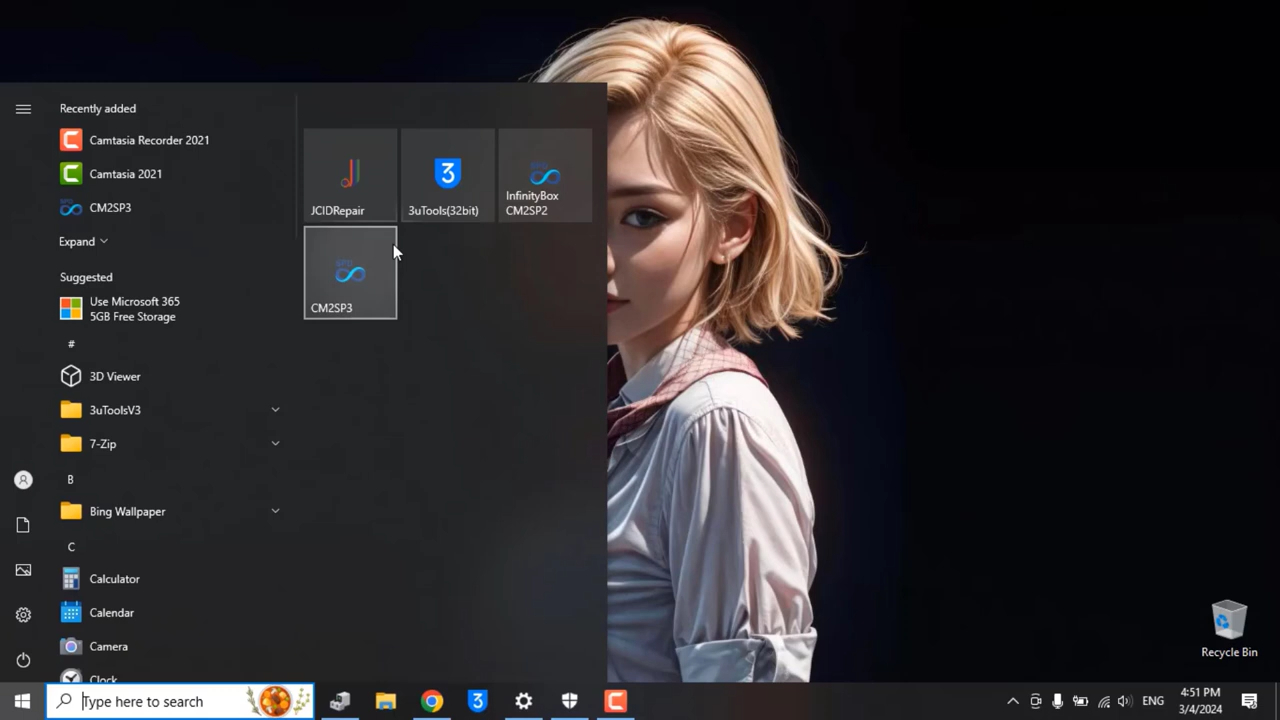 Recently added
Camtasia Recorder 2021
Camtasia 2021
CM2SP3
Expand
Suggested
Use Microsoft 365
5GB Free Storage
#
3D Viewer
3uToolsV3
7-Zip
B
Bing Wallpaper
C
Calculator
Calendar
Camera
Clock
JCIDRepair
3
3uTools(32bit)
InfinityBox
CM2SP2
CM2SP3
Recycle Bin
Type here to search
3
ENG
4:51 PM
3/4/2024